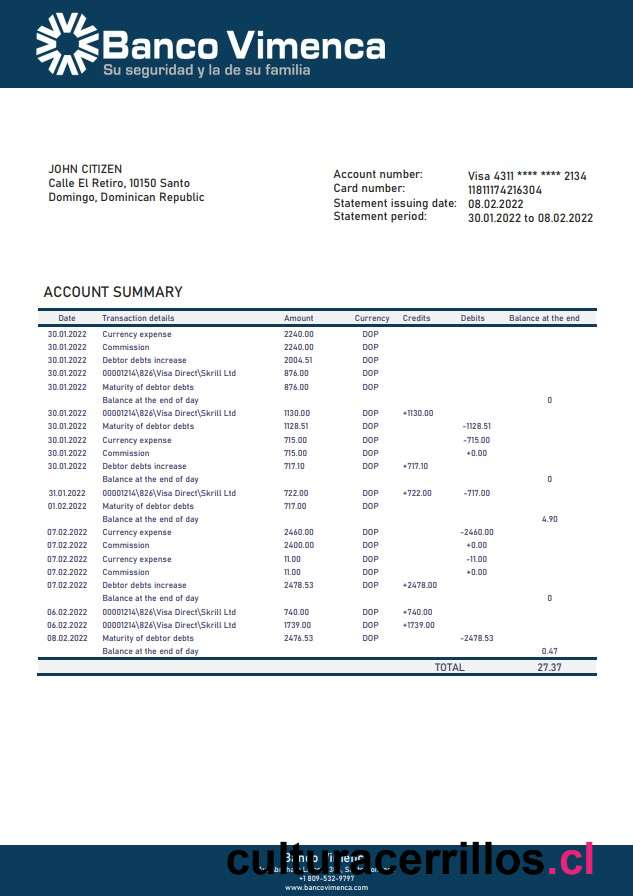 Banco Vimenca
Su seguridad y la de su familia
JOHN CITIZEN
Calle El Retiro, 10150 Santo
Domingo, Dominican Republic
Account number: Visa 4311 **** **** 2134
Card number: 11811174216304
Statement issuing date: 08.02.2022
Statement period: 30.01.2022 to 08.02.2022
ACCOUNT SUMMARY
Date Transaction details Amount Currency Credits Debits Balance at the end
30.01.2022 Currency expense 2240.00 DOP
30.01.2022 Commission 2240.00 DOP
30.01.2022 Debtor debts increase 2004.51 DOP
30.01.2022 00001214\826\Visa Direct\Skrill Ltd 876.00 DOP
30.01.2022 Maturity of debtor debts 876.00 DOP
Balance at the end of day 0
30.01.2022 00001214\826\Visa Direct\Skrill Ltd 1130.00 DOP +1130.00
30.01.2022 Maturity of debtor debts 1128.51 DOP -1128.51
30.01.2022 Currency expense 715.00 DOP -715.00
30.01.2022 Commission 715.00 DOP +0.00
30.01.2022 Debtor debts increase 717.10 DOP +717.10
Balance at the end of day 0
31.01.2022 00001214\826\Visa Direct\Skrill Ltd 722.00 DOP +722.00 -717.00
01.02.2022 Maturity of debtor debts 717.00 DOP
Balance at the end of day 4.90
07.02.2022 Currency expense 2460.00 DOP -2460.00
07.02.2022 Commission 2400.00 DOP +0.00
07.02.2022 Currency expense 11.00 DOP -11.00
07.02.2022 Commission 11.00 DOP +0.00
07.02.2022 Debtor debts increase 2478.53 DOP +2478.00
Balance at the end of day 0
06.02.2022 00001214\826\Visa Direct\Skrill Ltd 740.00 DOP +740.00
06.02.2022 00001214\826\Visa Direct\Skrill Ltd 1739.00 DOP +1739.00
08.02.2022 Maturity of debtor debts 2476.53 DOP -2478.53
Balance at the end of day 0.47
TOTAL 27.37
Banco Vimenca
culturacerrillos.cl
+1 809-532-9797
www.bancovimenca.com